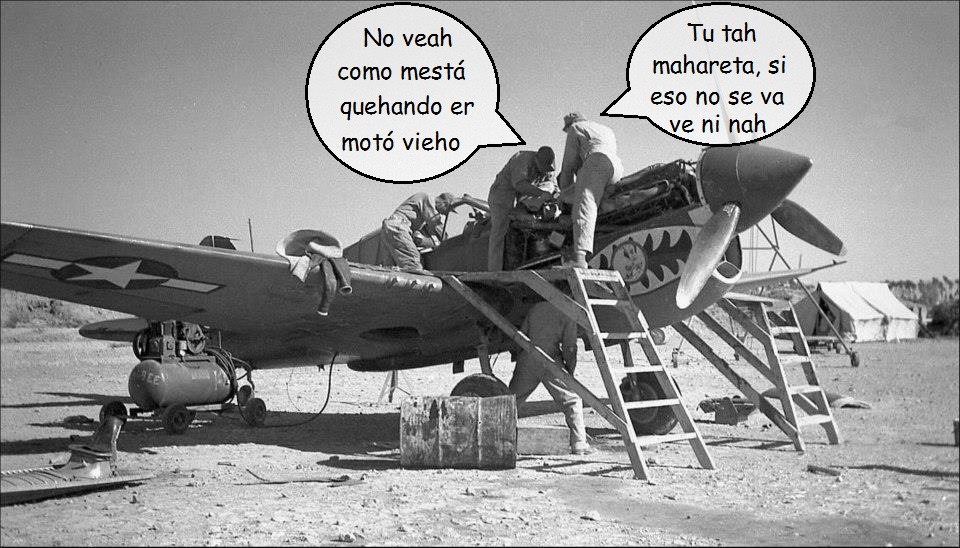 No veah
como mestá
quehando er
motó vieho
Tu tah
mahareta, si
eso no se va
ve ni nah